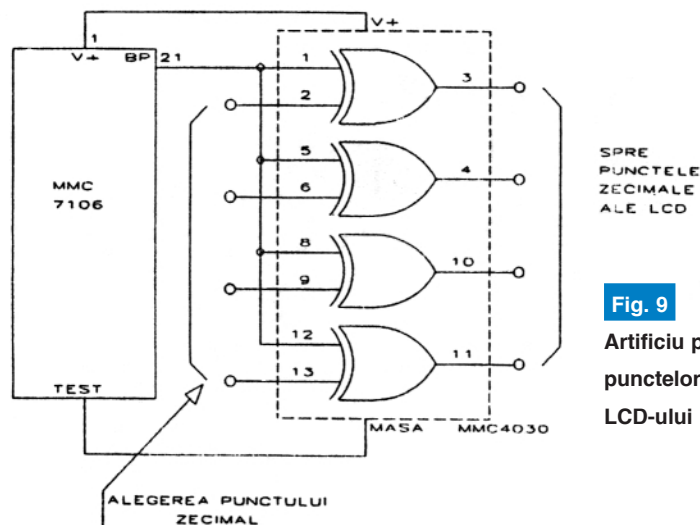 V+
1
V+ BP 21
MMC
7106
TEST
1
2
3
5
6
4
8
9
10
12
13
11
MASA MMC4030
SPRE
PUNCTELE
ZECIMALE
ALE LCD
ALEGEREA PUNCTULUI
ZECIMAL
Fig. 9
Artificiu p
punctelor
LCD-ului